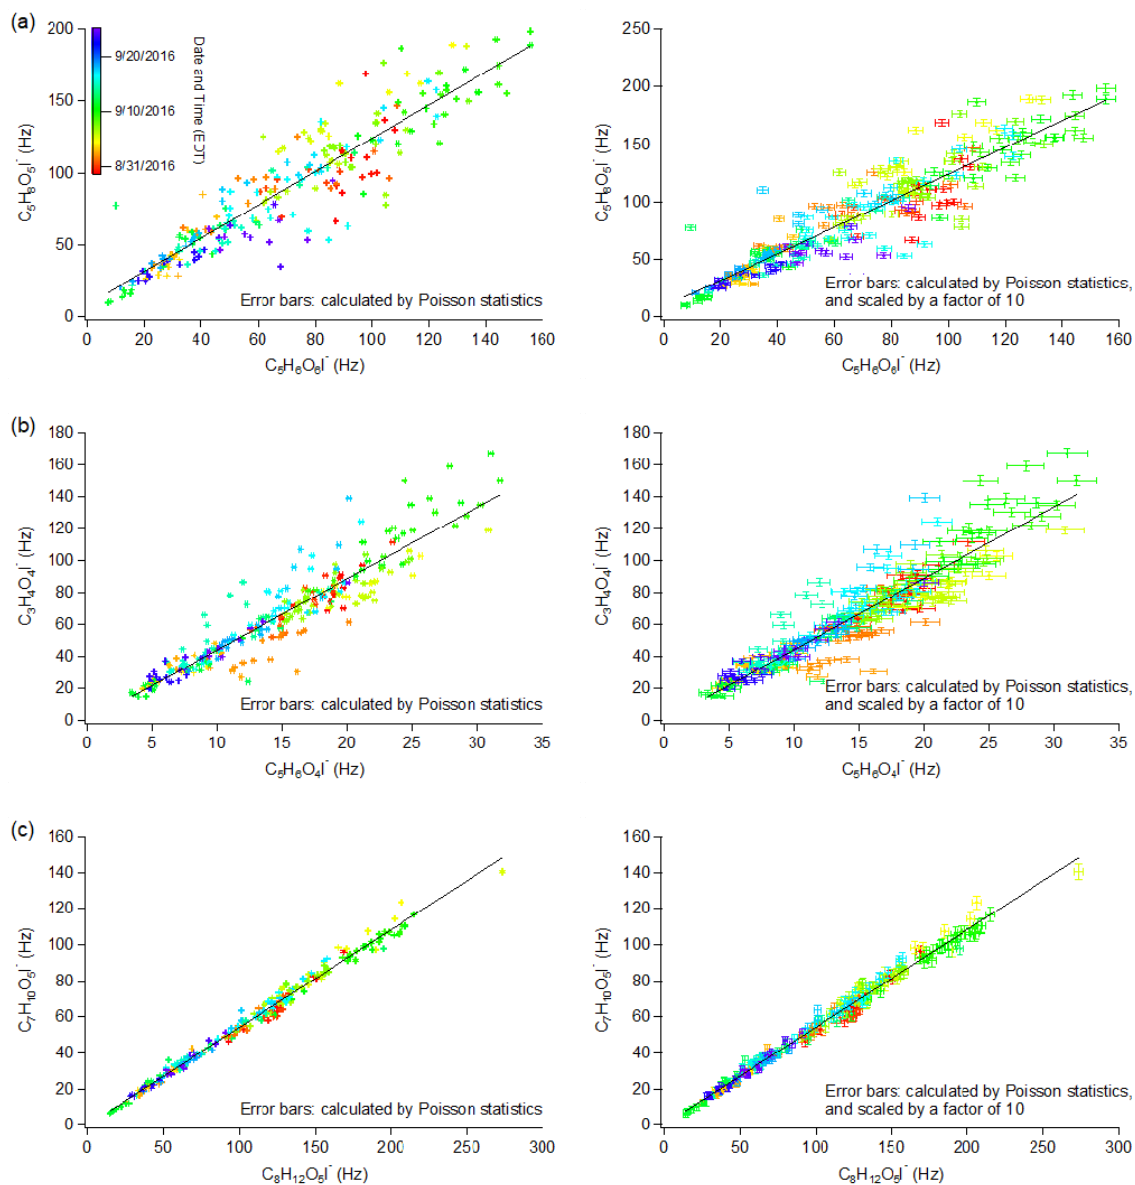 (a)
200
150
100
50
0
C5H8O5I- (Hz)
9/20/2016
9/10/2016
8/31/2016
Date and Time (EDT)
Error bars: calculated by Poisson statistics
0 20 40 60 80 100 120 140 160
C5H6O6I- (Hz)
250
200
150
100
50
0
C5H8O5I- (Hz)
Error bars: calculated by Poisson statistics,
and scaled by a factor of 10
0 20 40 60 80 100 120 140 160
C5H6O6I- (Hz)
(b)
180
160
140
120
100
80
60
40
20
0
C3H4O4I- (Hz)
Error bars: calculated by Poisson statistics
0 5 10 15 20 25 30 35
C5H6O4I- (Hz)
180
160
140
120
100
80
60
40
20
0
C3H4O4I- (Hz)
Error bars: calculated by Poisson statistics,
and scaled by a factor of 10
0 5 10 15 20 25 30 35
C5H6O4I- (Hz)
(c)
160
140
120
100
80
60
40
20
0
C7H10O5I- (Hz)
Error bars: calculated by Poisson statistics
0 50 100 150 200 250 300
C8H12O5I- (Hz)
160
140
120
100
80
60
40
20
0
C7H10O5I- (Hz)
Error bars: calculated by Poisson statistics,
and scaled by a factor of 10
0 50 100 150 200 250 300
C8H12O5I- (Hz)